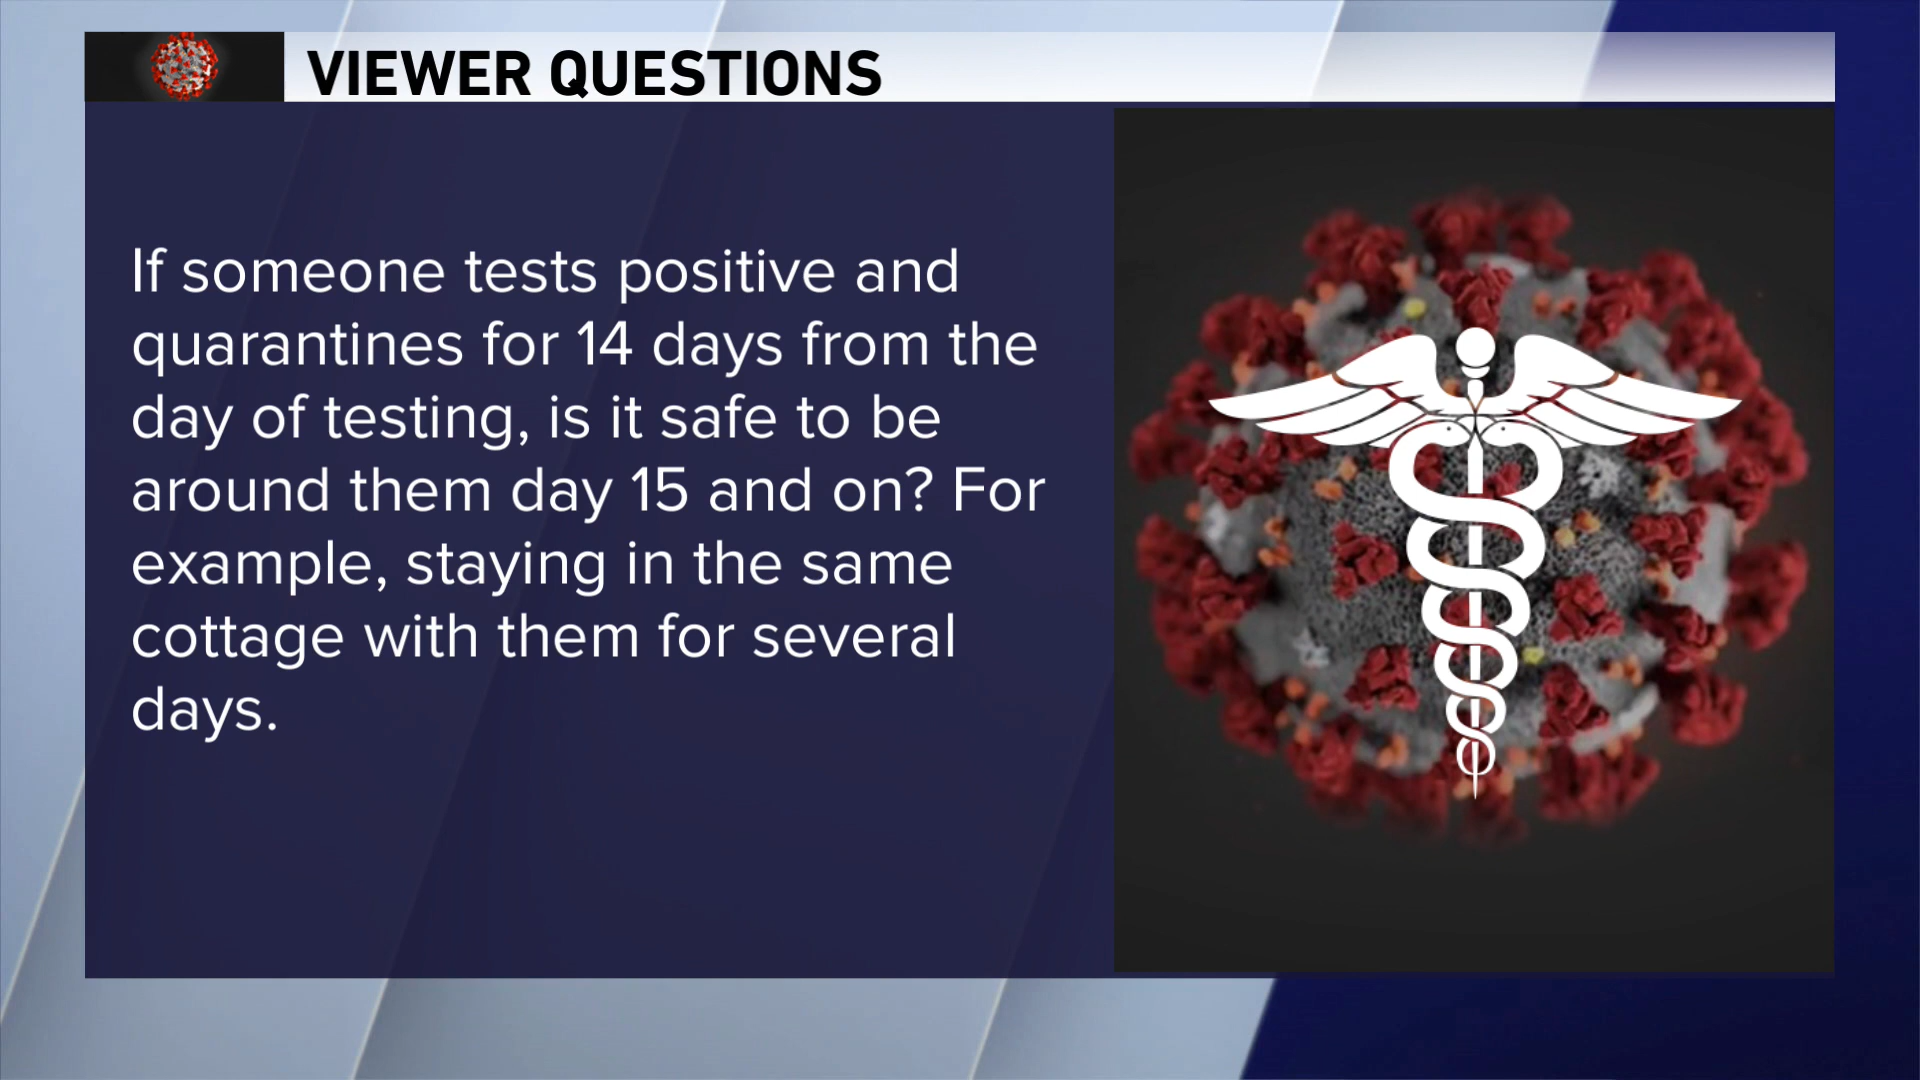 VIEWER QUESTIONS
If someone tests positive and
quarantines for 14 days from the
day of testing, is it safe to be
around them day 15 and on? For
example, staying in the same
cottage with them for several
days.